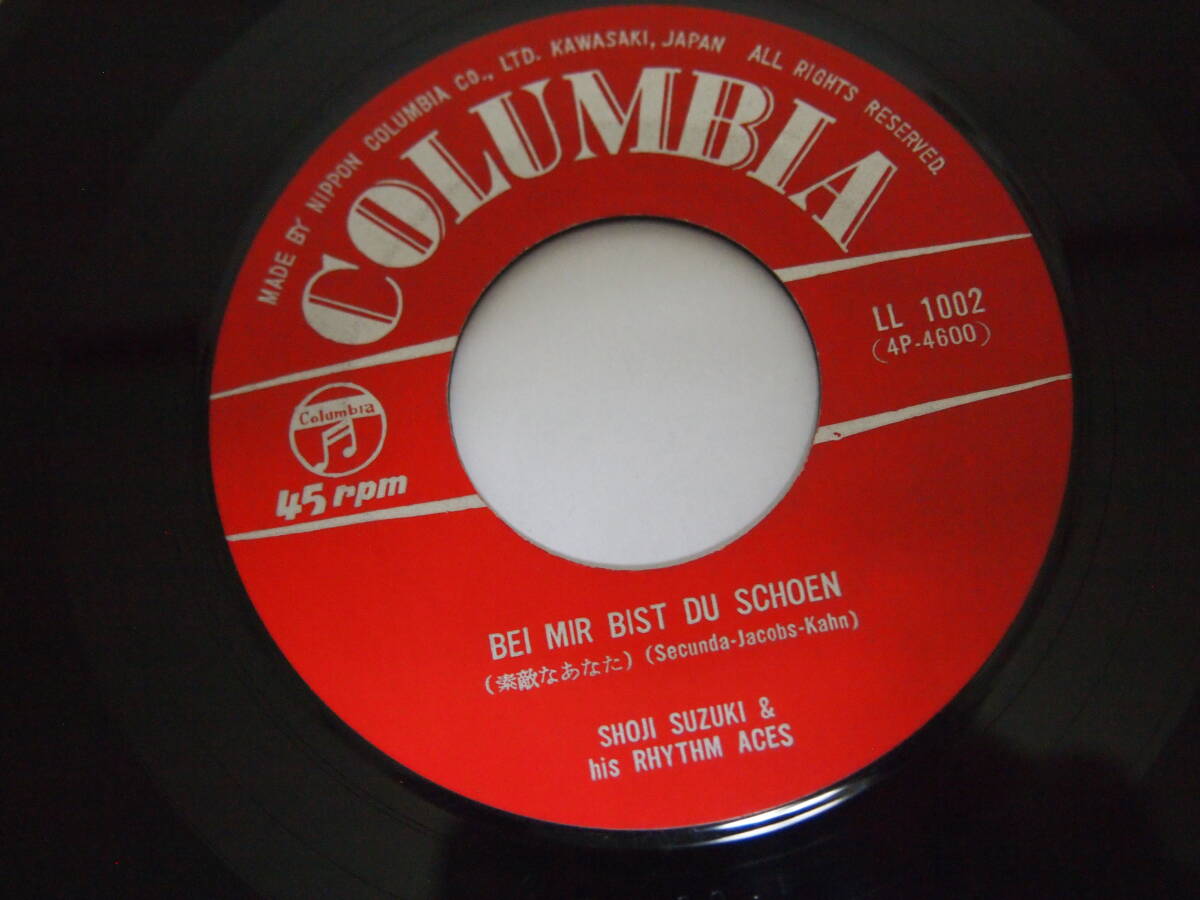 MADE BY NIPPON COLUMBIA CO., LTD. KAWASAKI, JAPAN ALL RIGHTS RESERVED.
COLUMBIA
LL 1002
(4P-4600)
Columbia
45 rpm
BEI MIR BIST DU SCHOEN
(素敵なあなた) (Secunda-Jacobs-Kahn)
SHOJI SUZUKI &
his RHYTHM ACES